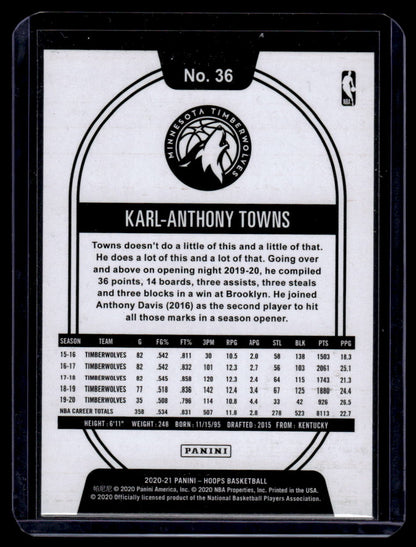 No. 36
NBA
MINNESOTA TIMBERWOLVES
KARL-ANTHONY TOWNS
Towns doesn't do a little of this and a little of that.
He does a lot of this and a lot of that. Going over
and above on opening night 2019-20, he compiled
36 points, 14 boards, three assists, three steals
and three blocks in a win at Brooklyn. He joined
Anthony Davis (2016) as the second player to hit
all those marks in a season opener.
SEASON TEAM G FG% FT% 3PM RPG APG STL BLK PTS PPG
15-16 TIMBERWOLVES 82 .542 .811 30 10.5 2.0 58 138 1503 18.3
16-17 TIMBERWOLVES 82 .542 .832 101 12.3 2.7 56 103 2061 25.1
17-18 TIMBERWOLVES 82 .545 .858 120 12.3 2.4 64 115 1743 21.3
18-19 TIMBERWOLVES 77 .518 .836 142 12.4 3.4 67 125 1880 24.4
19-20 TIMBERWOLVES 35 .508 .796 114 10.8 4.4 33 42 926 26.5
NBA CAREER TOTALS 358 .534 .831 507 11.8 2.8 278 523 8113 22.7
HEIGHT: 6'11" WEIGHT: 248 BORN: 11/15/95 DRAFTED: 2015 FROM: KENTUCKY
PANINI
2020-21 PANINI – HOOPS BASKETBALL
帕尼尼 © 2020 Panini America, Inc. © 2020 NBA Properties, Inc. Printed in the USA.
© 2020 Officially licensed product of the National Basketball Players Association.